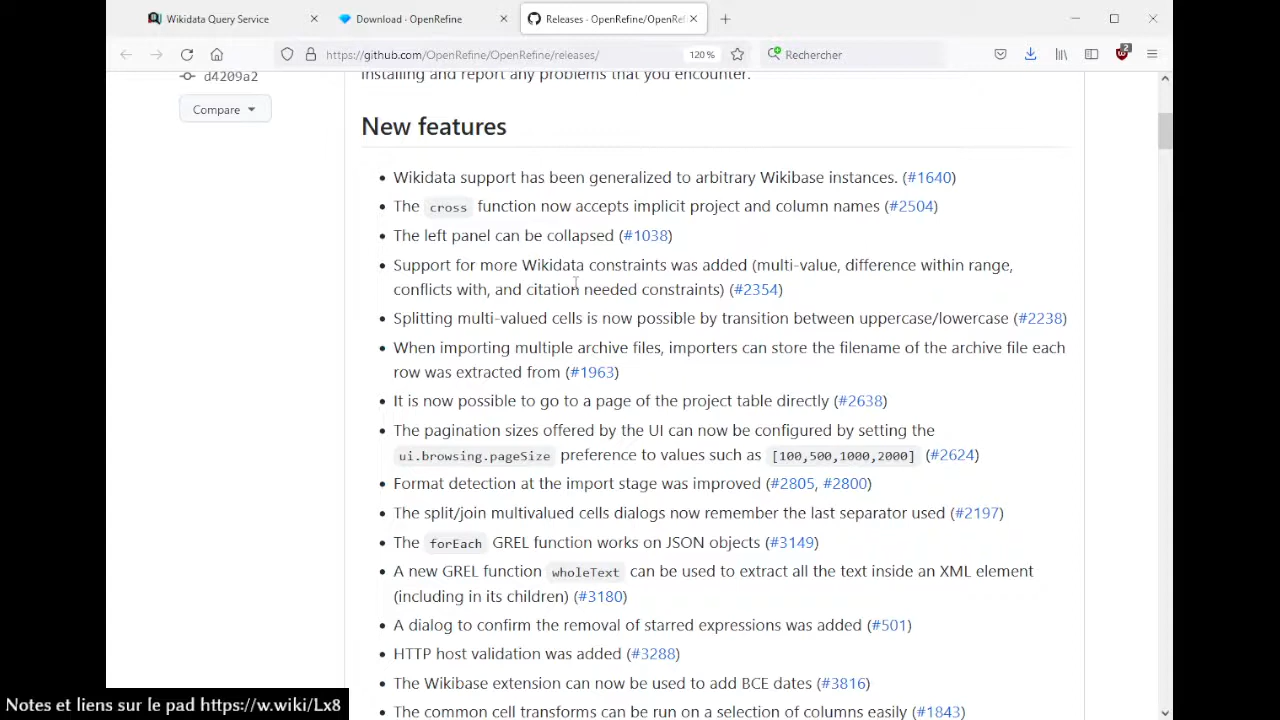 Wikidata Query Service
Download · OpenRefine
Releases · OpenRefine/OpenRe
https://github.com/OpenRefine/OpenRefine/releases/
120%
Rechercher
2
installing and report any problems that you encounter.
d4209a2
Compare
New features
Wikidata support has been generalized to arbitrary Wikibase instances. (#1640)
The cross function now accepts implicit project and column names (#2504)
The left panel can be collapsed (#1038)
Support for more Wikidata constraints was added (multi-value, difference within range,
conflicts with, and citation needed constraints) (#2354)
Splitting multi-valued cells is now possible by transition between uppercase/lowercase (#2238)
When importing multiple archive files, importers can store the filename of the archive file each
row was extracted from (#1963)
It is now possible to go to a page of the project table directly (#2638)
The pagination sizes offered by the UI can now be configured by setting the
ui.browsing.pageSize preference to values such as [100,500,1000,2000] (#2624)
Format detection at the import stage was improved (#2805, #2800)
The split/join multivalued cells dialogs now remember the last separator used (#2197)
The forEach GREL function works on JSON objects (#3149)
A new GREL function wholeText can be used to extract all the text inside an XML element
(including in its children) (#3180)
A dialog to confirm the removal of starred expressions was added (#501)
HTTP host validation was added (#3288)
The Wikibase extension can now be used to add BCE dates (#3816)
The common cell transforms can be run on a selection of columns easily (#1843)
Notes et liens sur le pad https://w.wiki/Lx8